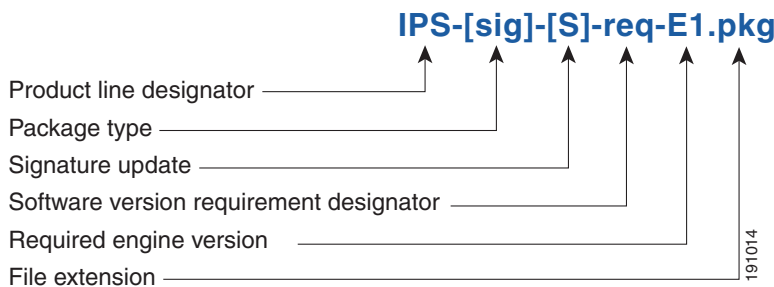 IPS-[sig]-[S]-req-E1.pkg
Product line designator
Package type
Signature update
Software version requirement designator
Required engine version
File extension
191014